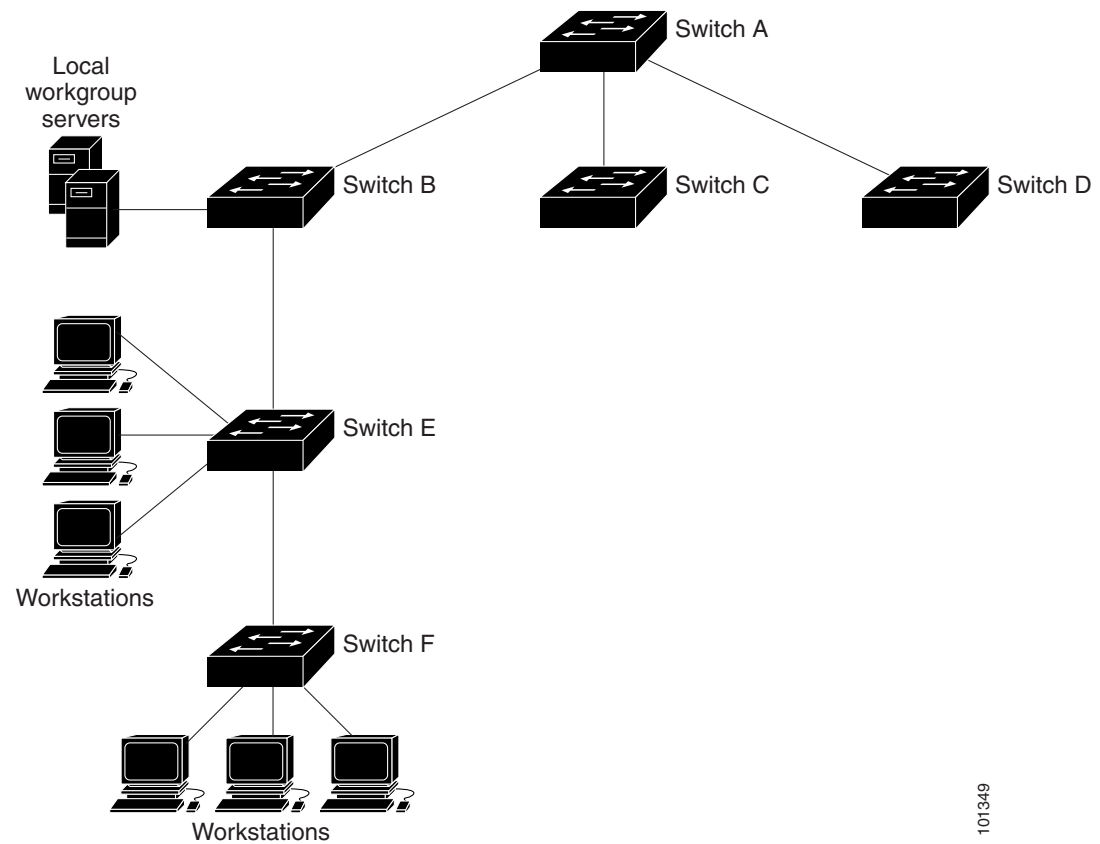 Switch A
Local
workgroup
servers
Switch B
Switch C
Switch D
Switch E
Workstations
Switch F
Workstations
101349